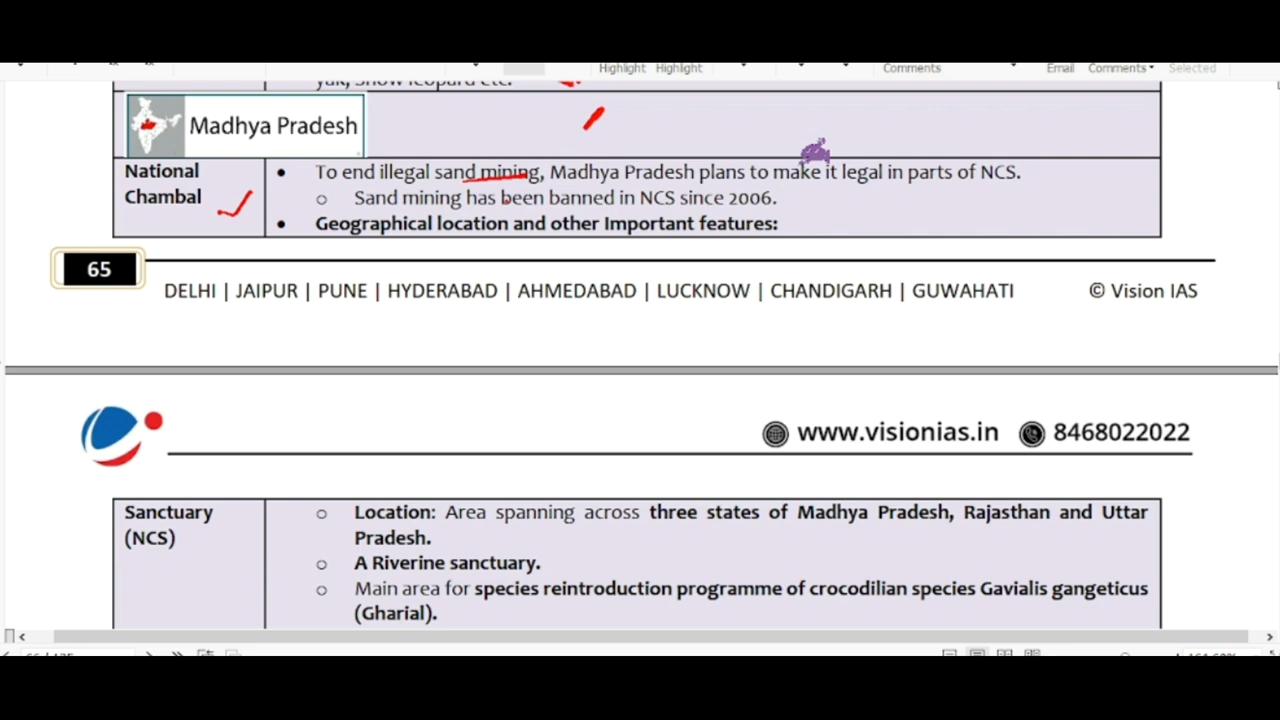 Highlight Highlight Comments Email Comments Selected
yak, Snow leopard etc.
Madhya Pradesh
National Chambal
• To end illegal sand mining, Madhya Pradesh plans to make it legal in parts of NCS.
o Sand mining has been banned in NCS since 2006.
• Geographical location and other Important features:
65
DELHI | JAIPUR | PUNE | HYDERABAD | AHMEDABAD | LUCKNOW | CHANDIGARH | GUWAHATI © Vision IAS
www.visionias.in 8468022022
Sanctuary (NCS)
o Location: Area spanning across three states of Madhya Pradesh, Rajasthan and Uttar
Pradesh.
o A Riverine sanctuary.
o Main area for species reintroduction programme of crocodilian species Gavialis gangeticus
(Gharial).